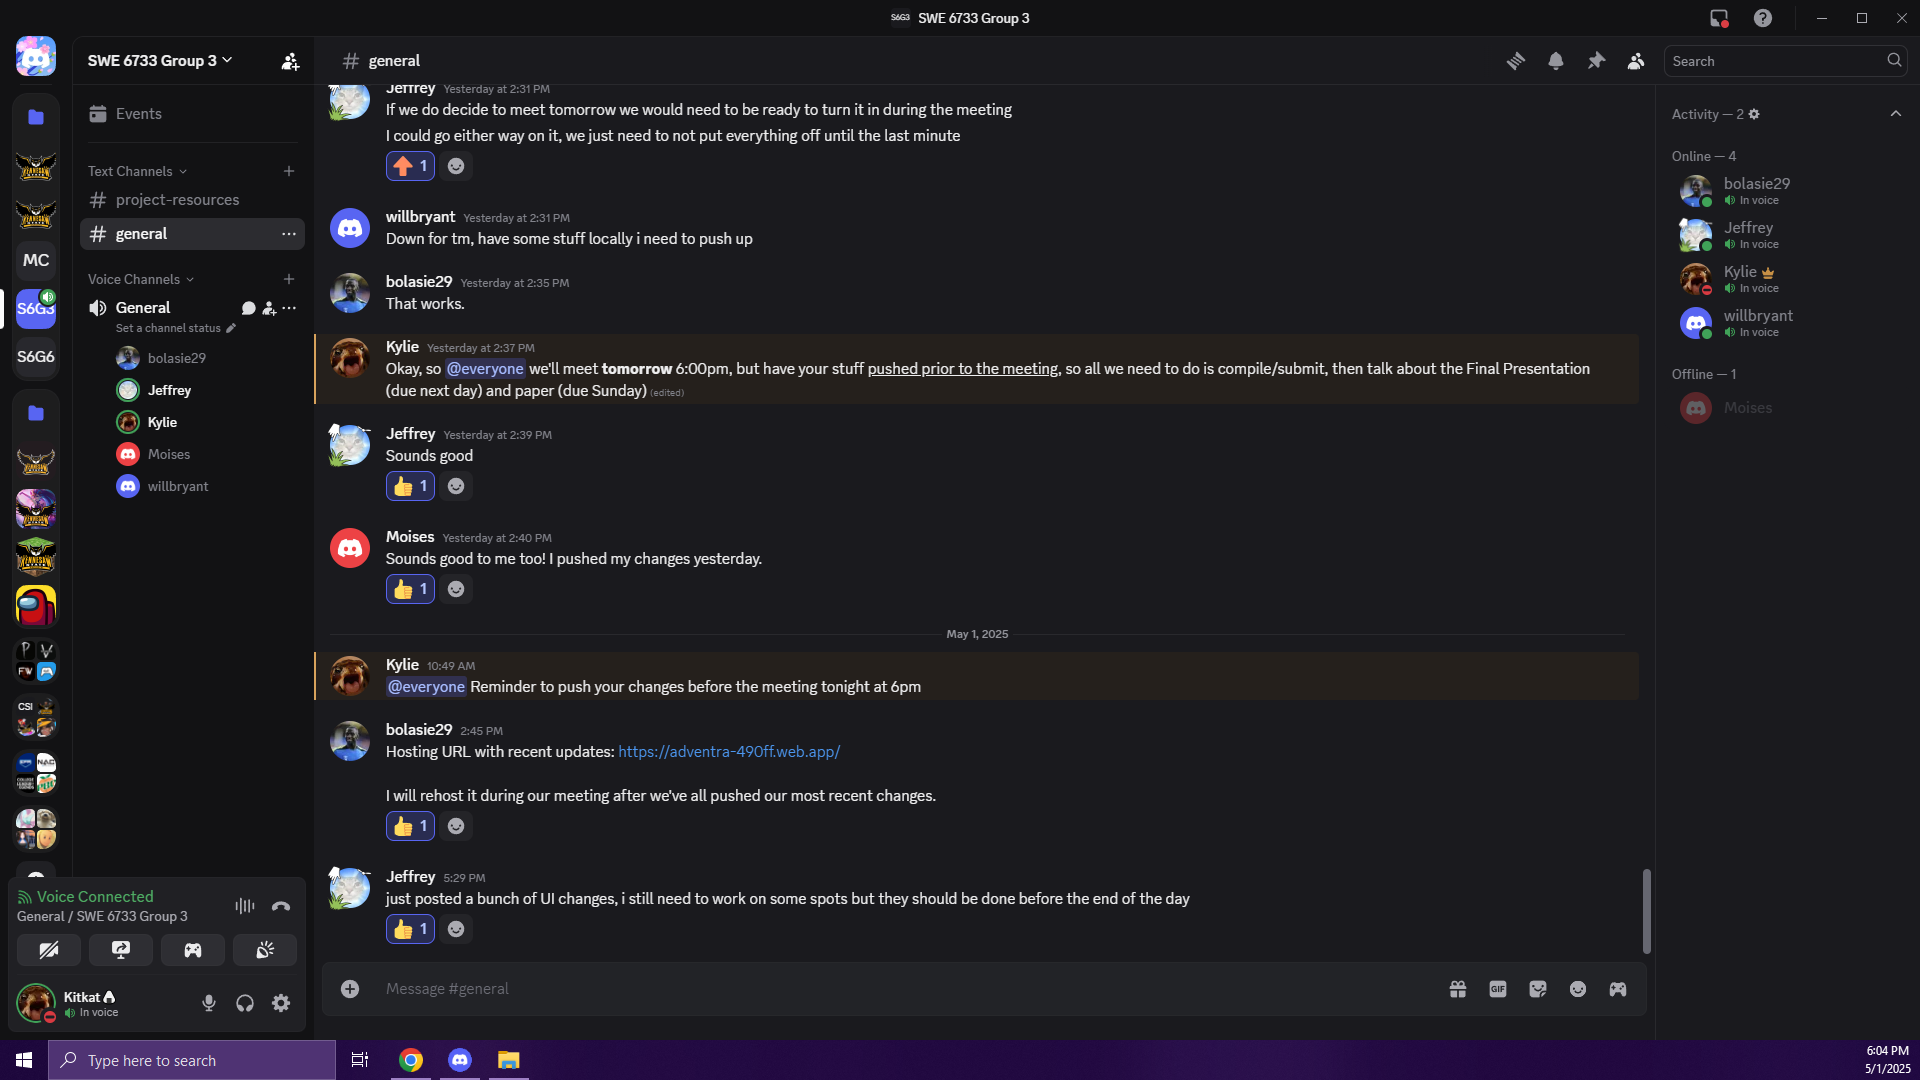 S6G3 SWE 6733 Group 3
SWE 6733 Group 3
general
Search
Events
Text Channels
project-resources
general
Voice Channels
General
Set a channel status
bolasie29
Jeffrey
Kylie
Moises
willbryant
MC
S6G3
S6G6
CSI
Jeffrey Yesterday at 2:31 PM
If we do decide to meet tomorrow we would need to be ready to turn it in during the meeting
I could go either way on it, we just need to not put everything off until the last minute
1
willbryant Yesterday at 2:31 PM
Down for tm, have some stuff locally i need to push up
bolasie29 Yesterday at 2:35 PM
That works.
Kylie Yesterday at 2:37 PM
Okay, so @everyone we'll meet tomorrow 6:00pm, but have your stuff pushed prior to the meeting, so all we need to do is compile/submit, then talk about the Final Presentation
(due next day) and paper (due Sunday) (edited)
Jeffrey Yesterday at 2:39 PM
Sounds good
1
Moises Yesterday at 2:40 PM
Sounds good to me too! I pushed my changes yesterday.
1
May 1, 2025
Kylie 10:49 AM
@everyone Reminder to push your changes before the meeting tonight at 6pm
bolasie29 2:45 PM
Hosting URL with recent updates: https://adventra-490ff.web.app/
I will rehost it during our meeting after we've all pushed our most recent changes.
1
Jeffrey 5:29 PM
just posted a bunch of UI changes, i still need to work on some spots but they should be done before the end of the day
1
Message #general
GIF
Activity — 2
Online — 4
bolasie29
In voice
Jeffrey
In voice
Kylie
In voice
willbryant
In voice
Offline — 1
Moises
Voice Connected
General / SWE 6733 Group 3
Kitkat
In voice
Type here to search
6:04 PM
5/1/2025